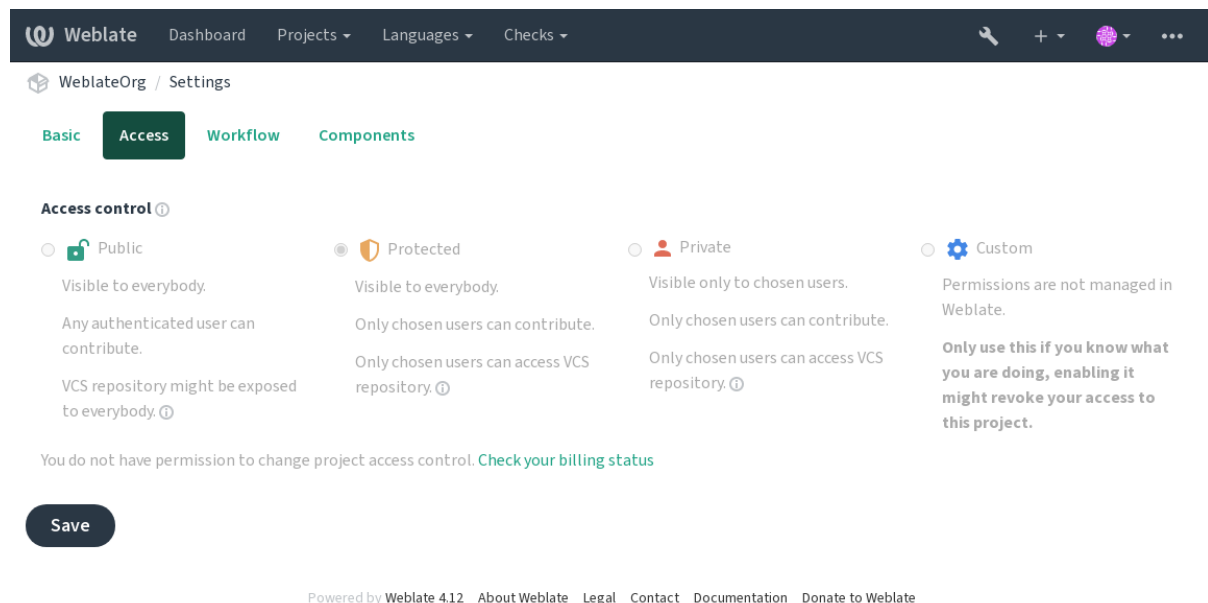 Weblate Dashboard Projects Languages Checks
WeblateOrg / Settings
Basic Access Workflow Components
Access control
Public
Visible to everybody.
Any authenticated user can
contribute.
VCS repository might be exposed
to everybody.
Protected
Visible to everybody.
Only chosen users can contribute.
Only chosen users can access VCS
repository.
Private
Visible only to chosen users.
Only chosen users can contribute.
Only chosen users can access VCS
repository.
Custom
Permissions are not managed in
Weblate.
Only use this if you know what
you are doing, enabling it
might revoke your access to
this project.
You do not have permission to change project access control. Check your billing status
Save
Powered by Weblate 4.12 About Weblate Legal Contact Documentation Donate to Weblate